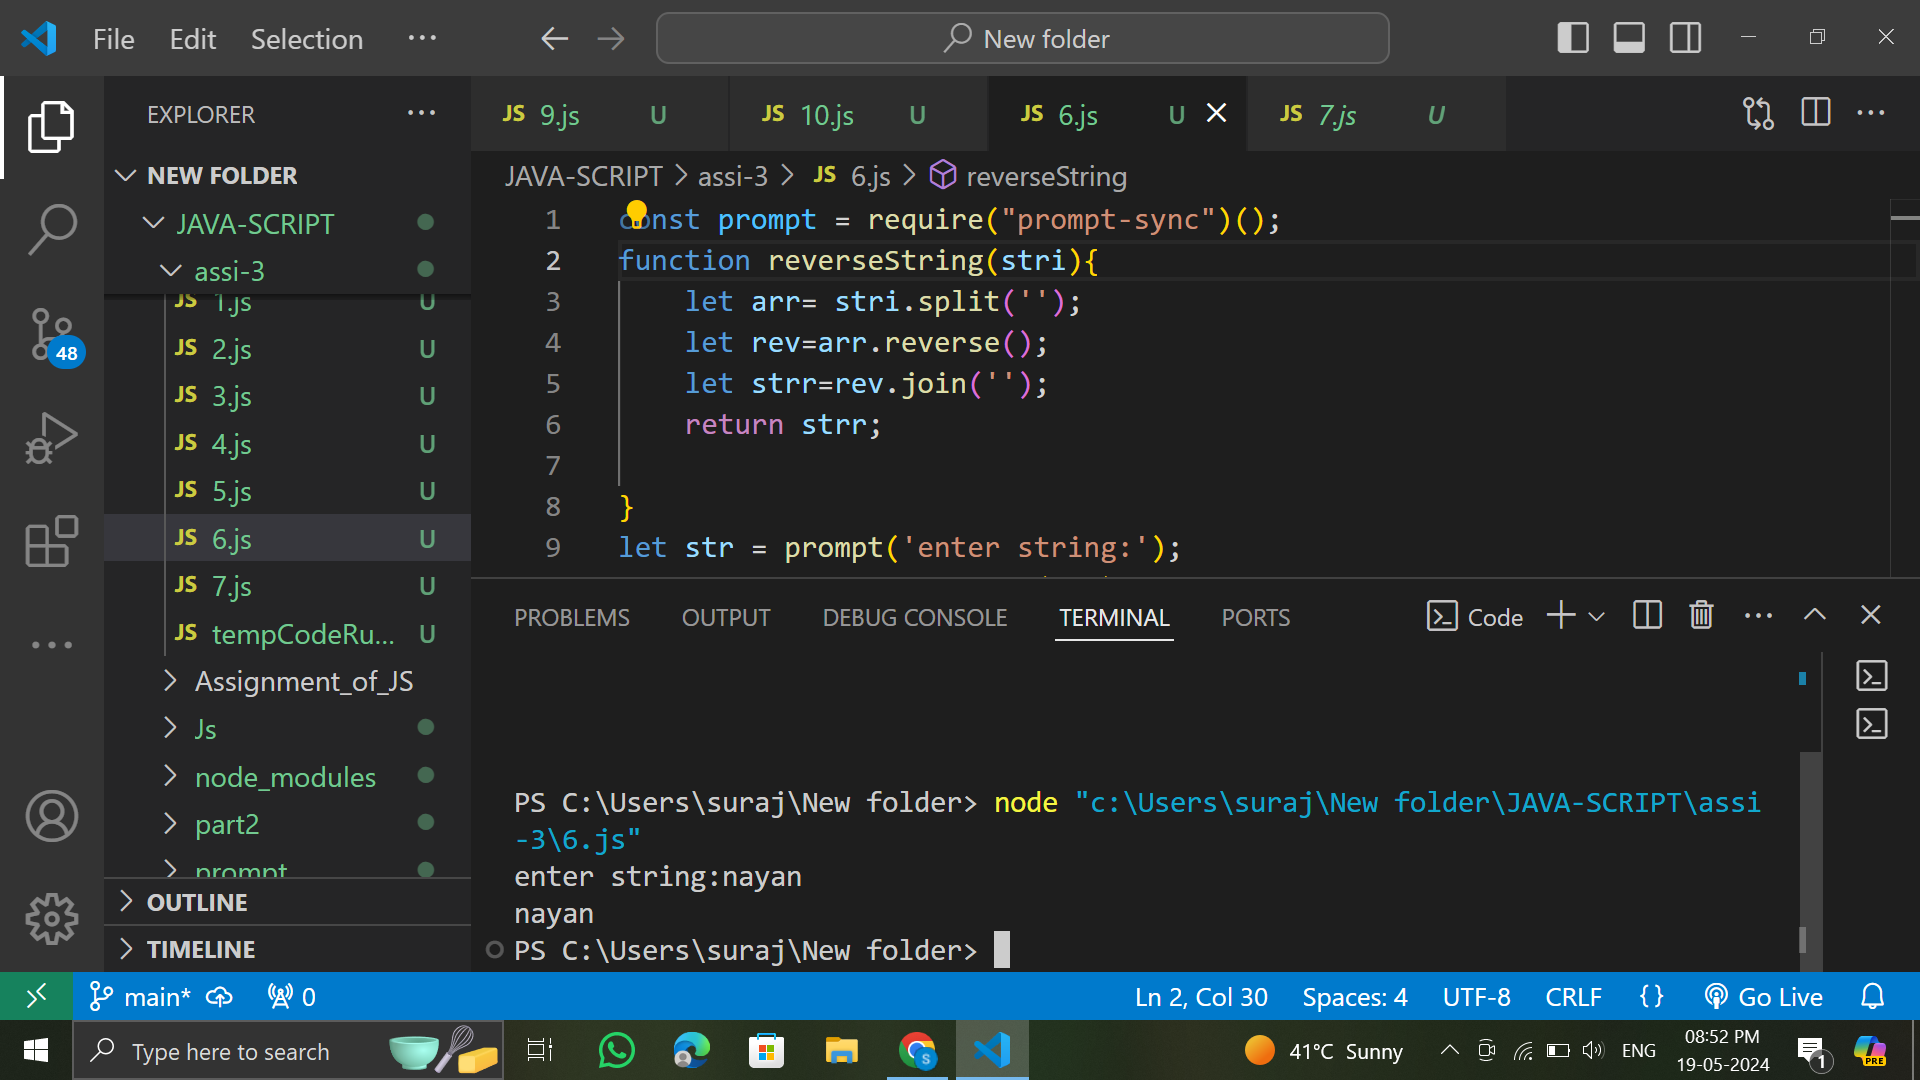 File Edit Selection ···
New folder
EXPLORER ···
NEW FOLDER
JAVA-SCRIPT
assi-3
JS 1.js U
JS 2.js U
JS 3.js U
JS 4.js U
JS 5.js U
JS 6.js U
JS 7.js U
JS tempCodeRu... U
Assignment_of_JS
Js
node_modules
part2
prompt
OUTLINE
TIMELINE
48
JS 9.js U
JS 10.js U
JS 6.js U
JS 7.js U
JAVA-SCRIPT > assi-3 > JS 6.js > reverseString
1 const prompt = require("prompt-sync")();
2 function reverseString(stri){
3 let arr= stri.split('');
4 let rev=arr.reverse();
5 let strr=rev.join('');
6 return strr;
7
8 }
9 let str = prompt('enter string:');
PROBLEMS OUTPUT DEBUG CONSOLE TERMINAL PORTS
Code
PS C:\Users\suraj\New folder> node "c:\Users\suraj\New folder\JAVA-SCRIPT\assi
-3\6.js"
enter string:nayan
nayan
PS C:\Users\suraj\New folder>
main* 0
Ln 2, Col 30 Spaces: 4 UTF-8 CRLF {} Go Live
Type here to search
S
41°C Sunny
ENG
08:52 PM
19-05-2024
1
PRE